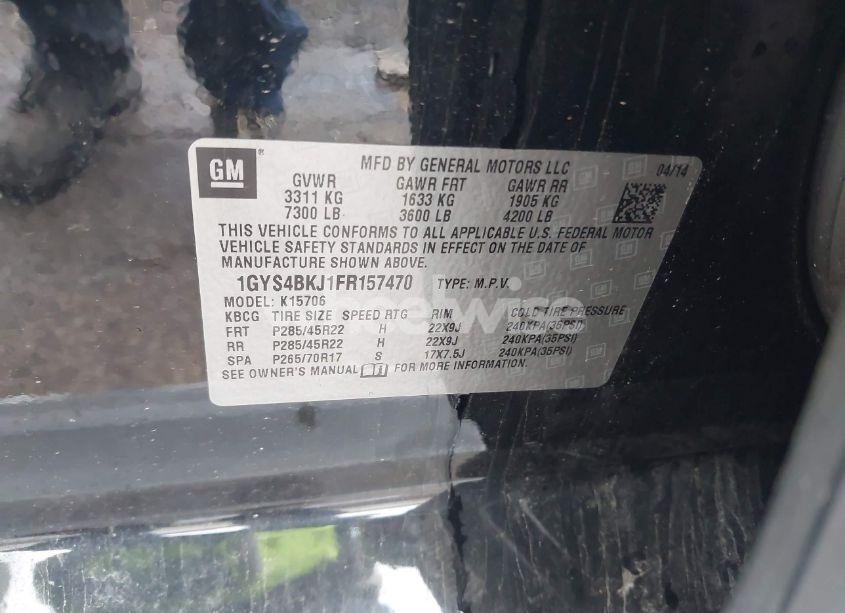 GM
MFD BY GENERAL MOTORS LLC 04/14
GVWR GAWR FRT GAWR RR
3311 KG 1633 KG 1905 KG
7300 LB 3600 LB 4200 LB
THIS VEHICLE CONFORMS TO ALL APPLICABLE U.S. FEDERAL MOTOR
VEHICLE SAFETY STANDARDS IN EFFECT ON THE DATE OF
MANUFACTURE SHOWN ABOVE.
1GYS4BKJ1FR157470 TYPE: M.P.V.
MODEL: K15706
KBCG TIRE SIZE SPEED RTG RIM COLD TIRE PRESSURE
FRT P285/45R22 H 22X9J 240KPA(35PSI)
RR P285/45R22 H 22X9J 240KPA(35PSI)
SPA P265/70R17 S 17X7.5J 240KPA(35PSI)
SEE OWNER'S MANUAL FOR MORE INFORMATION.